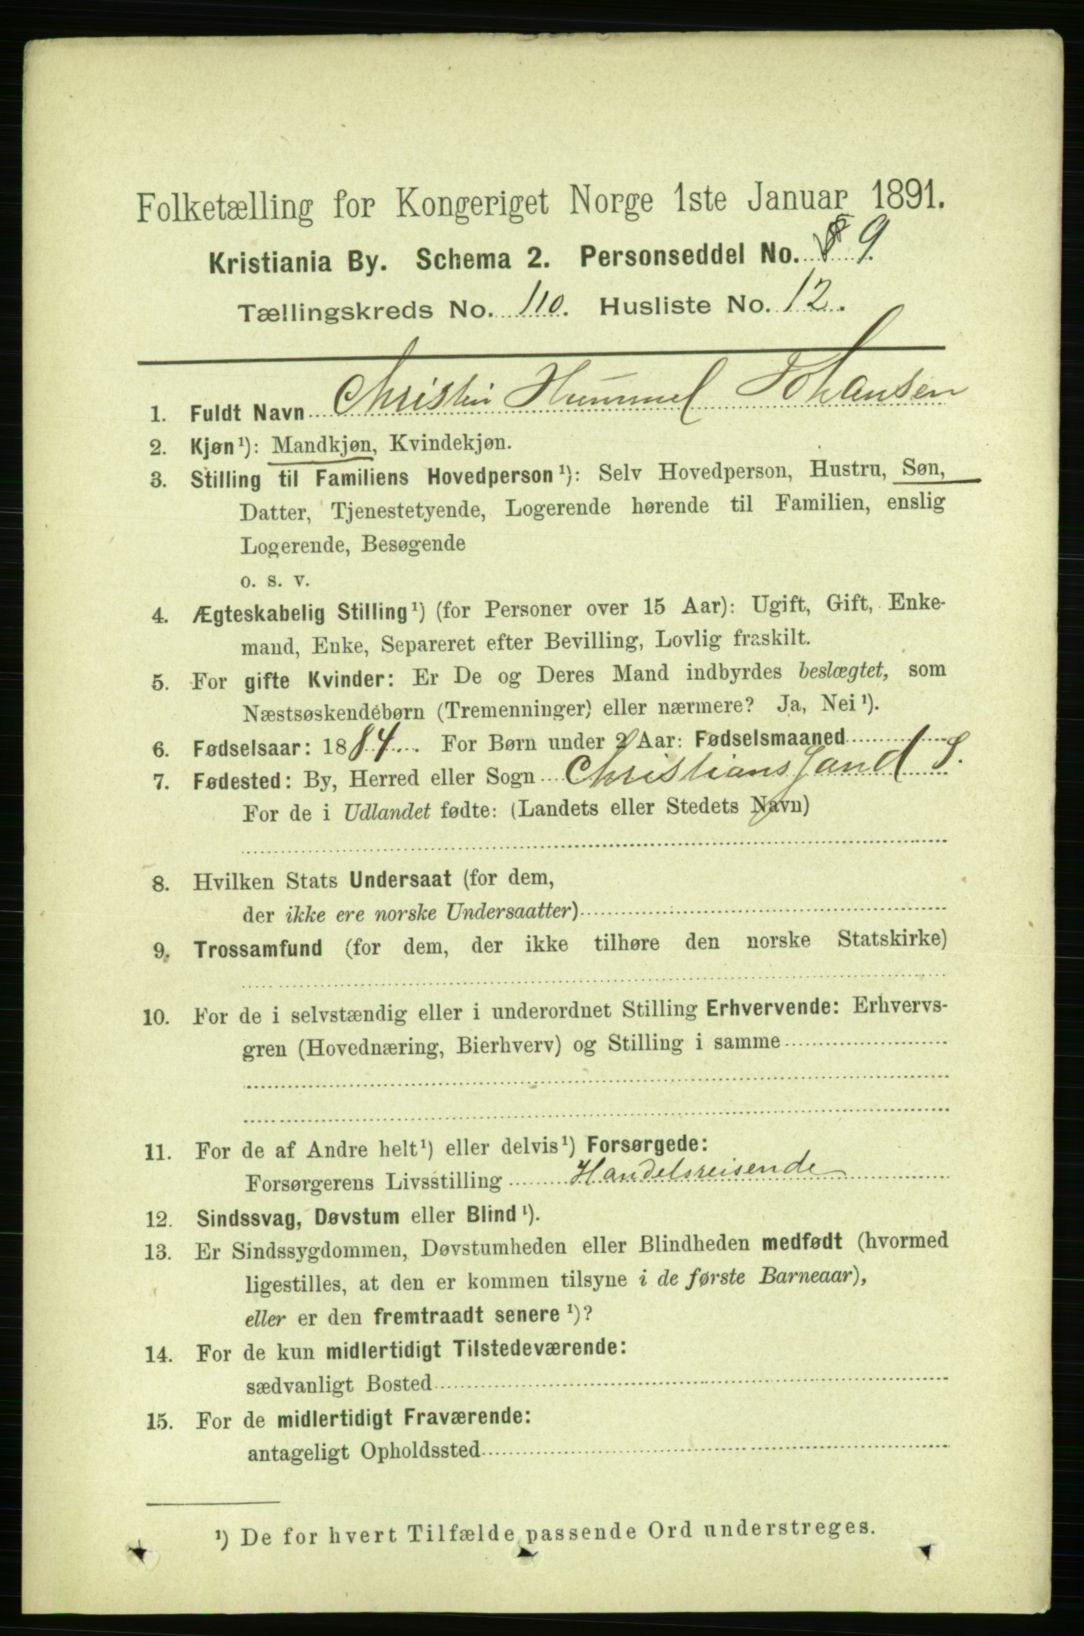 Folketælling for Kongeriget Norge 1ste Januar 1891.
Kristiania By. Schema 2. Personseddel No. 8 9.
Tællingskreds No. 110. Husliste No. 12.
1. Fuldt Navn Christin Hummel Johansen
2. Kjøn¹): Mandkjøn, Kvindekjøn.
3. Stilling til Familiens Hovedperson¹): Selv Hovedperson, Hustru, Søn,
Datter, Tjenestetyende, Logerende hørende til Familien, enslig
Logerende, Besøgende
o. s. v.
4. Ægteskabelig Stilling¹) (for Personer over 15 Aar): Ugift, Gift, Enke-
mand, Enke, Separeret efter Bevilling, Lovlig fraskilt.
5. For gifte Kvinder: Er De og Deres Mand indbyrdes beslægtet, som
Næstsøskendebørn (Tremenninger) eller nærmere? Ja, Nei¹).
6. Fødselsaar: 1884. For Børn under 2 Aar: Fødselsmaaned
7. Fødested: By, Herred eller Sogn Christianssand S.
For de i Udlandet fødte: (Landets eller Stedets Navn)
8. Hvilken Stats Undersaat (for dem,
der ikke ere norske Undersaatter)
9. Trossamfund (for dem, der ikke tilhøre den norske Statskirke)
10. For de i selvstændig eller i underordnet Stilling Erhvervende: Erhvervs-
gren (Hovednæring, Bierhverv) og Stilling i samme
11. For de af Andre helt¹) eller delvis¹) Forsørgede:
Forsørgerens Livsstilling Handelsreisende
12. Sindssvag, Døvstum eller Blind¹).
13. Er Sindssygdommen, Døvstumheden eller Blindheden medfødt (hvormed
ligestilles, at den er kommen tilsyne i de første Barneaar),
eller er den fremtraadt senere¹)?
14. For de kun midlertidigt Tilstedeværende:
sædvanligt Bosted
15. For de midlertidigt Fraværende:
antageligt Opholdssted
¹) De for hvert Tilfælde passende Ord understreges.